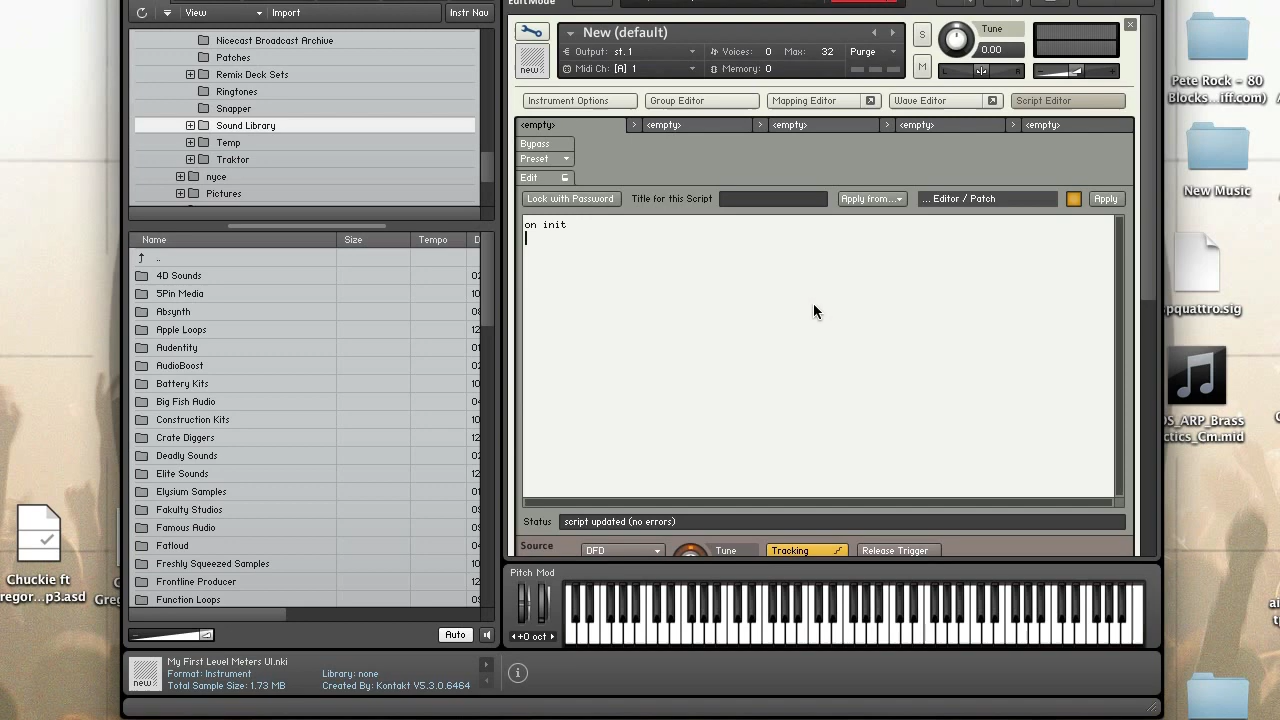 Edit Mode
View
Import
Instr Nav
Nicecast Broadcast Archive
Patches
Remix Deck Sets
Ringtones
Snapper
Sound Library
Temp
Traktor
nyce
Pictures
Name Size Tempo
..
4D Sounds
5Pin Media
Absynth
Apple Loops
Audentity
AudioBoost
Battery Kits
Big Fish Audio
Construction Kits
Crate Diggers
Deadly Sounds
Elite Sounds
Elysium Samples
Fakulty Studios
Famous Audio
Fatloud
Freshly Squeezed Samples
Frontline Producer
Function Loops
Auto
new
My First Level Meters UI.nki
Format: Instrument
Total Sample Size: 1.73 MB
Library: none
Created By: Kontakt V5.3.0.6464
new
New (default)
Output: st.1
Voices: 0 Max: 32 Purge
Midi Ch: [A] 1
Memory: 0
S
M
Tune
0.00
L R
Instrument Options
Group Editor
Mapping Editor
Wave Editor
Script Editor
<empty>
<empty>
<empty>
<empty>
<empty>
Bypass
Preset
Edit
Lock with Password
Title for this Script
Apply from...
... Editor / Patch
Apply
on init
Status
script updated (no errors)
Source
DFD
Tune
Tracking
Release Trigger
Pitch Mod
+0 oct
Pete Rock - 80
Blocks...iff.com)
New Music
pquattro.sig
OS_ARP_Brass
ctics_Cm.mid
Chuckie ft
regor...p3.asd